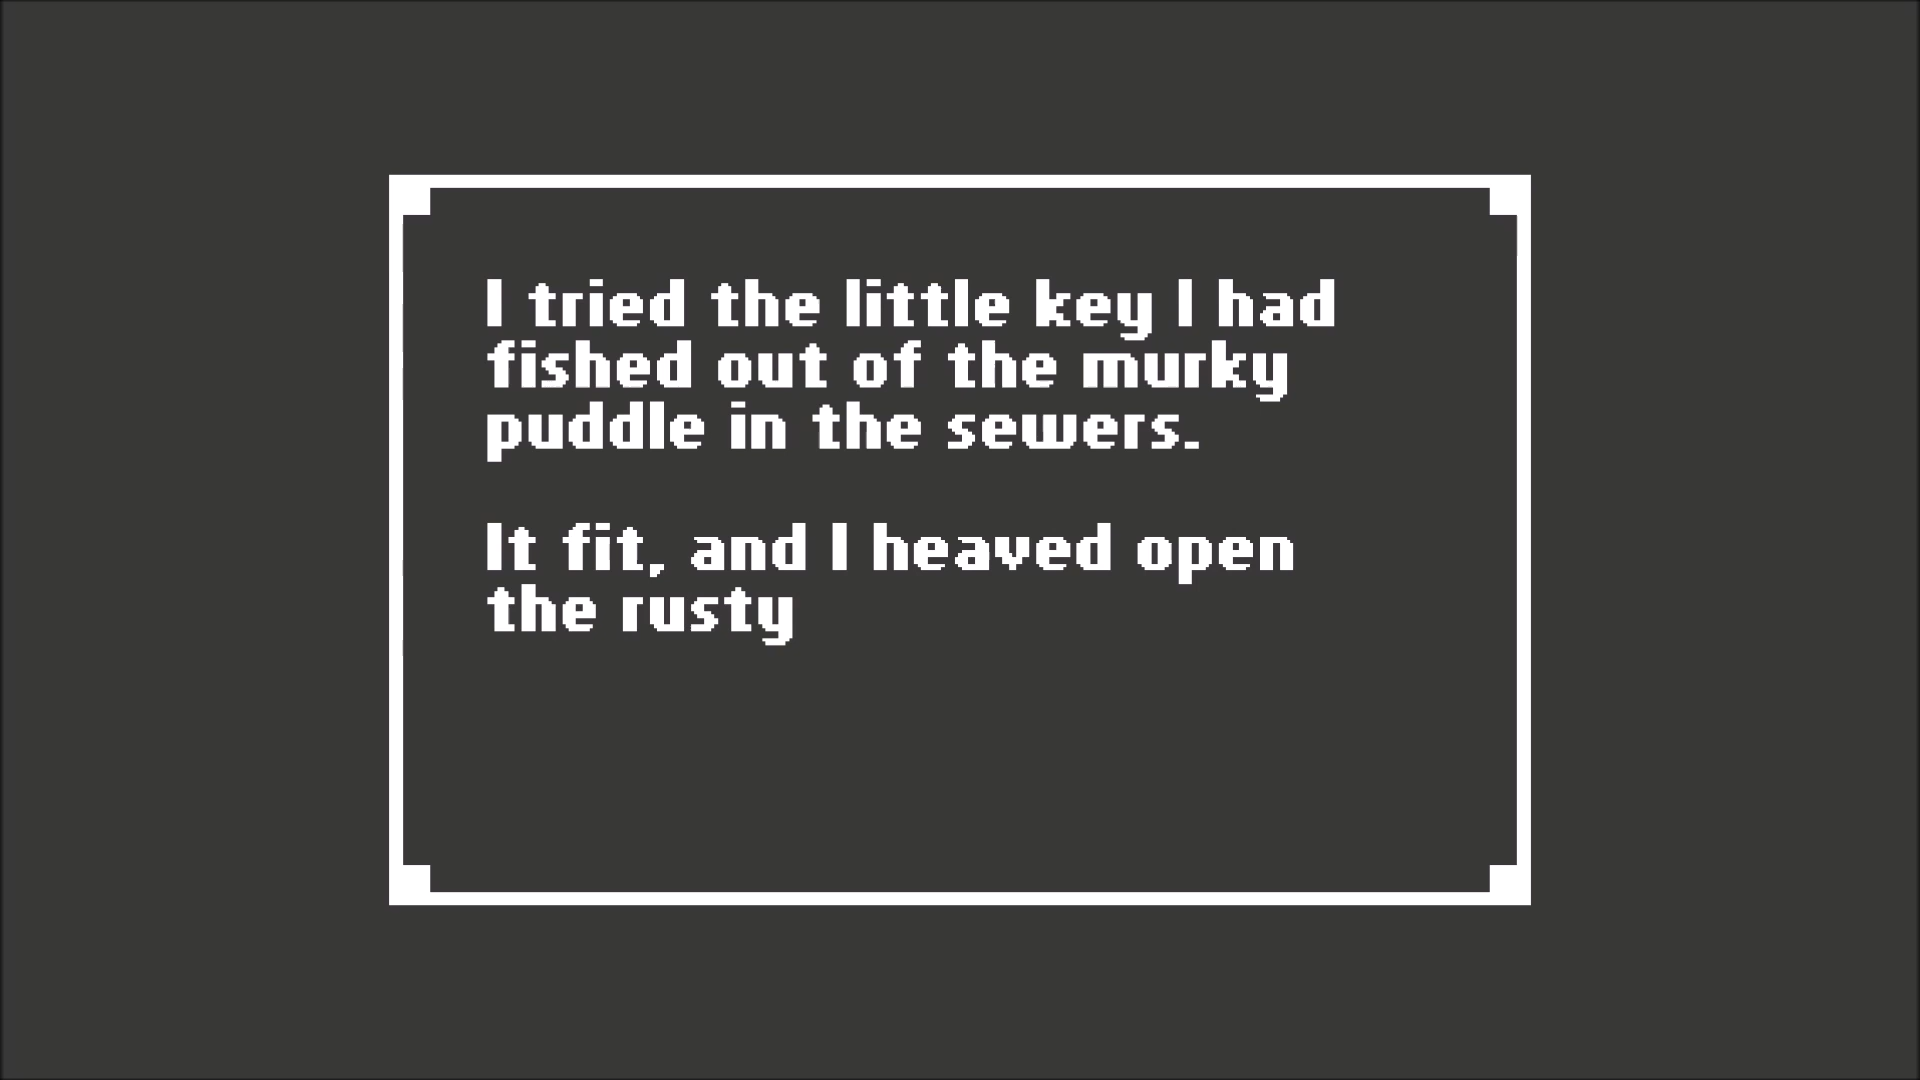 I tried the little key I had
fished out of the murky
puddle in the sewers.
It fit, and I heaved open
the rusty